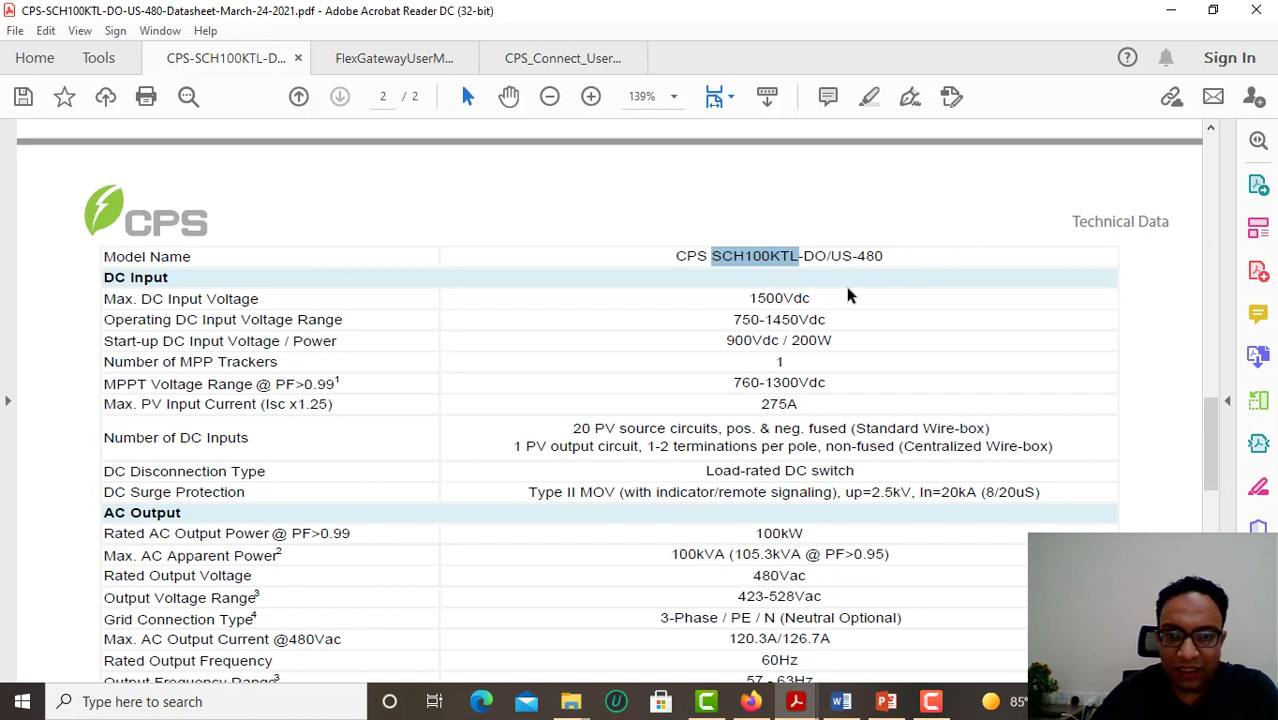 CPS-SCH100KTL-DO-US-480-Datasheet-March-24-2021.pdf - Adobe Acrobat Reader DC (32-bit)
File Edit View Sign Window Help
Home Tools CPS-SCH100KTL-D... × FlexGatewayUserM... CPS_Connect_User... Sign In
2 / 2 139%
CPS
Technical Data
Model Name CPS SCH100KTL-DO/US-480
DC Input
Max. DC Input Voltage 1500Vdc
Operating DC Input Voltage Range 750-1450Vdc
Start-up DC Input Voltage / Power 900Vdc / 200W
Number of MPP Trackers 1
MPPT Voltage Range @ PF>0.99¹ 760-1300Vdc
Max. PV Input Current (Isc x1.25) 275A
Number of DC Inputs 20 PV source circuits, pos. & neg. fused (Standard Wire-box)
1 PV output circuit, 1-2 terminations per pole, non-fused (Centralized Wire-box)
DC Disconnection Type Load-rated DC switch
DC Surge Protection Type II MOV (with indicator/remote signaling), up=2.5kV, In=20kA (8/20uS)
AC Output
Rated AC Output Power @ PF>0.99 100kW
Max. AC Apparent Power² 100kVA (105.3kVA @ PF>0.95)
Rated Output Voltage 480Vac
Output Voltage Range³ 423-528Vac
Grid Connection Type⁴ 3-Phase / PE / N (Neutral Optional)
Max. AC Output Current @480Vac 120.3A/126.7A
Rated Output Frequency 60Hz
Output Frequency Range³ 57 - 63Hz
Type here to search 85°